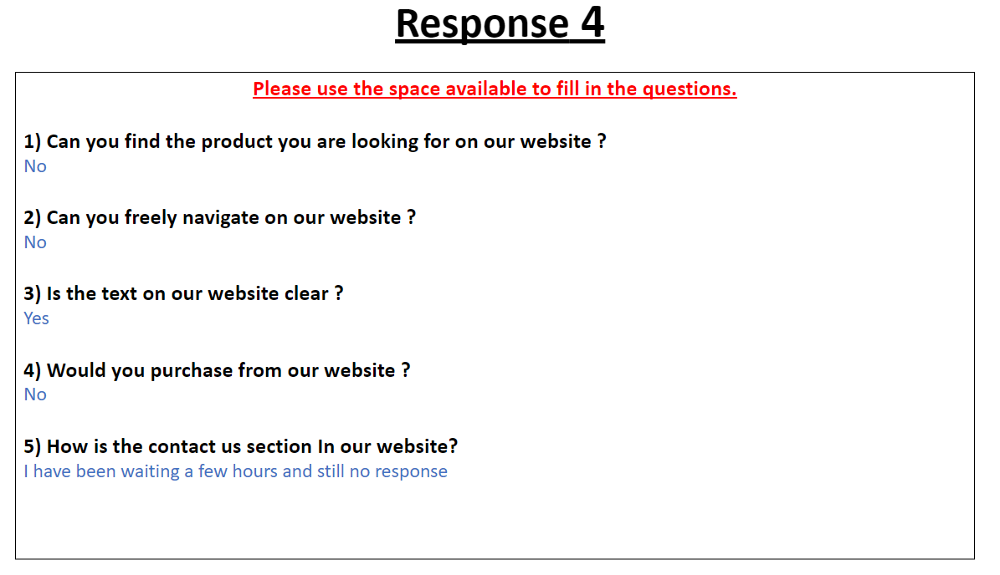 Response 4
Please use the space available to fill in the questions.
1) Can you find the product you are looking for on our website ?
No
2) Can you freely navigate on our website ?
No
3) Is the text on our website clear ?
Yes
4) Would you purchase from our website ?
No
5) How is the contact us section In our website?
I have been waiting a few hours and still no response